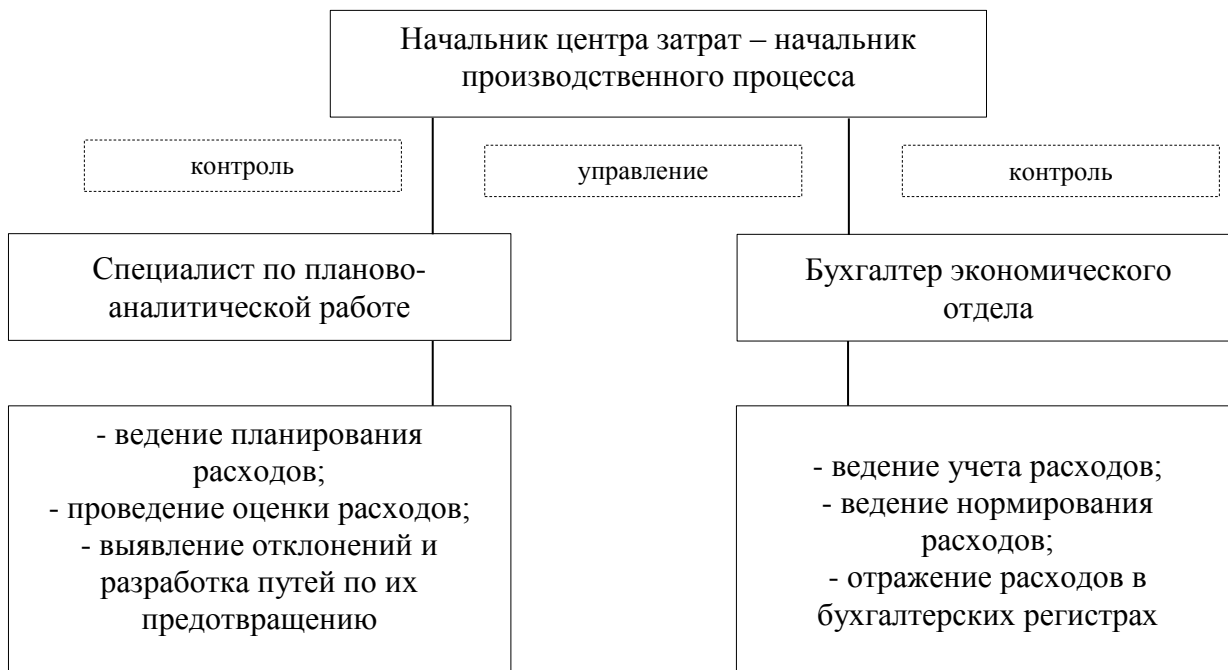 Начальник центра затрат – начальник
производственного процесса
контроль
управление
контроль
Специалист по планово-
аналитической работе
Бухгалтер экономического
отдела
- ведение планирования
расходов;
- проведение оценки расходов;
- выявление отклонений и
разработка путей по их
предотвращению
- ведение учета расходов;
- ведение нормирования
расходов;
- отражение расходов в
бухгалтерских регистрах